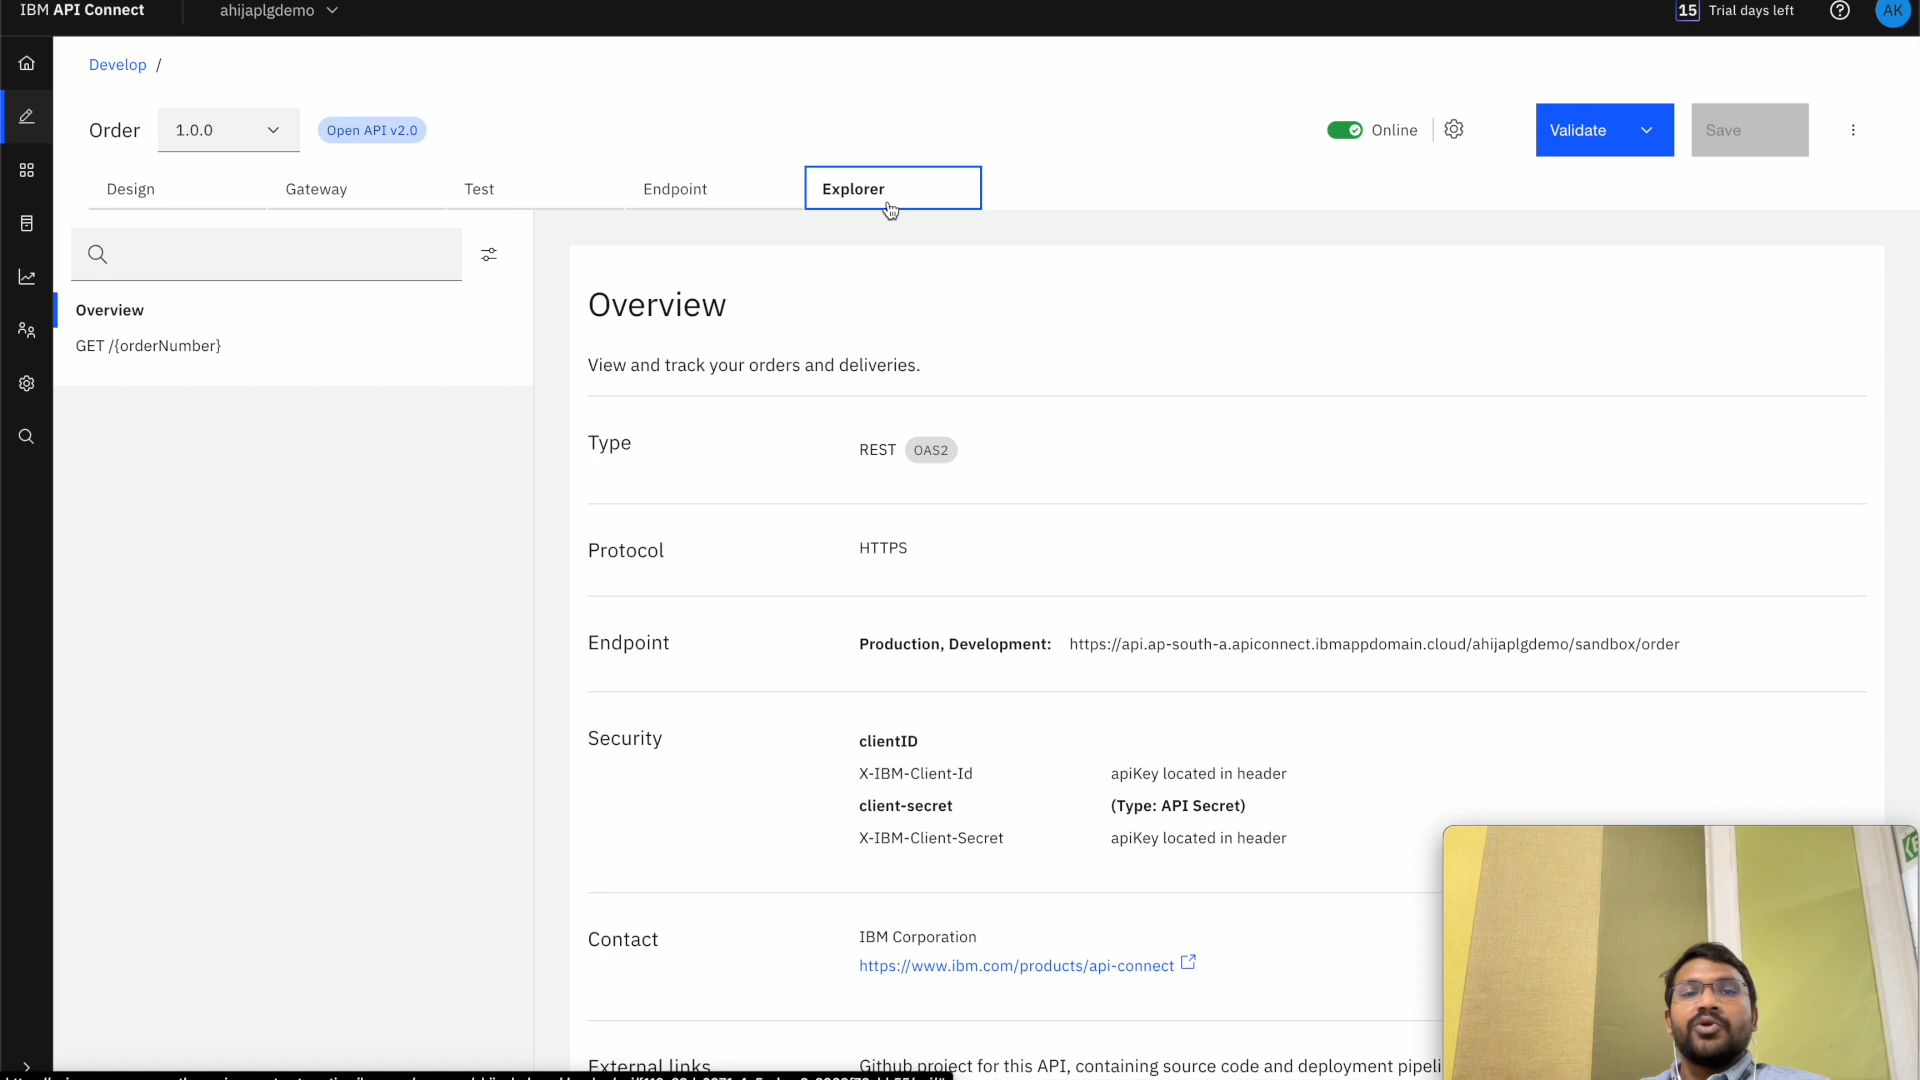 IBM API Connect
ahijaplgdemo
15 Trial days left
AK
Develop /
Order
1.0.0
Open API v2.0
Online
Validate
Save
Design
Gateway
Test
Endpoint
Explorer
Overview
GET /{orderNumber}
Overview
View and track your orders and deliveries.
Type
REST OAS2
Protocol
HTTPS
Endpoint
Production, Development: https://api.ap-south-a.apiconnect.ibmappdomain.cloud/ahijaplgdemo/sandbox/order
Security
clientID
X-IBM-Client-Id apiKey located in header
client-secret (Type: API Secret)
X-IBM-Client-Secret apiKey located in header
Contact
IBM Corporation
https://www.ibm.com/products/api-connect
External links
Github project for this API, containing source code and deployment pipeli